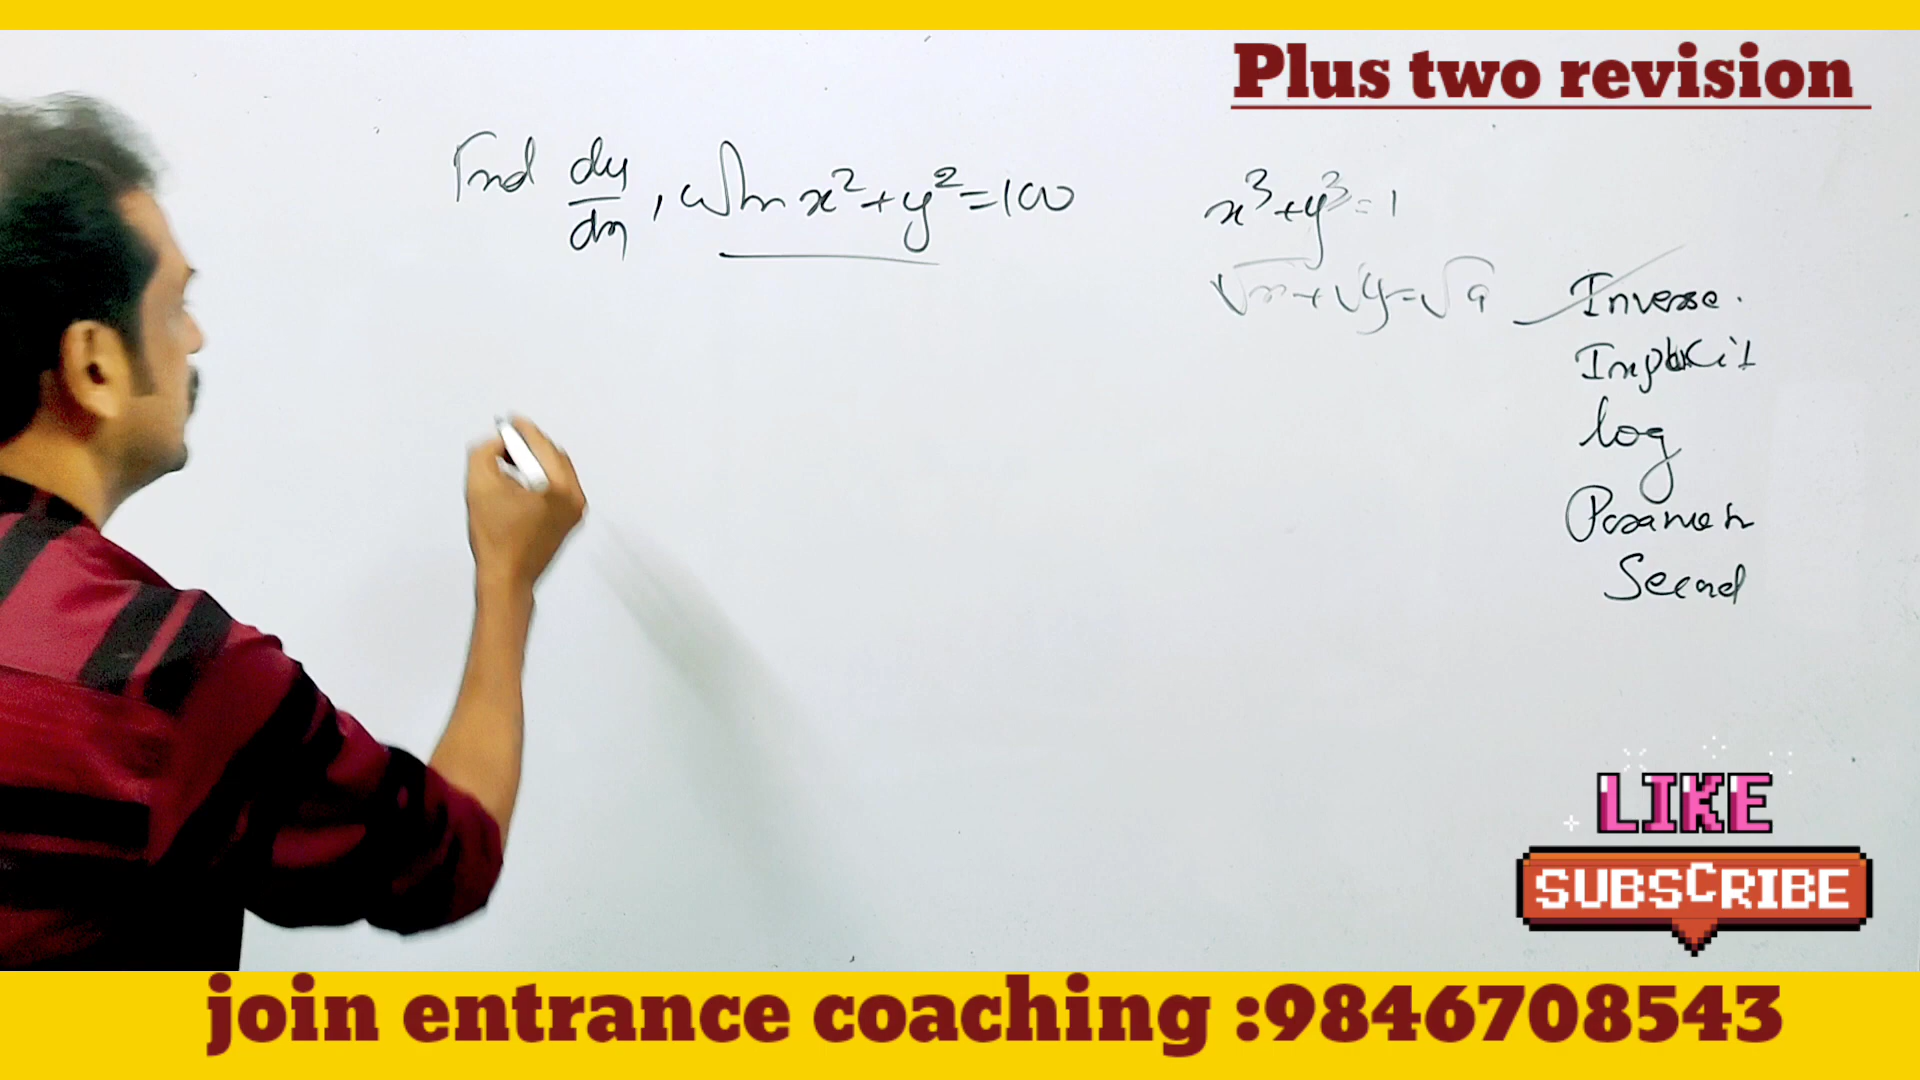 Plus two revision
Find dy/dx, when x²+y²=100
x³+y³=1
√x+√y=√a
Inverse.
Implicit
log
Second
LIKE
SUBSCRIBE
join entrance coaching :9846708543